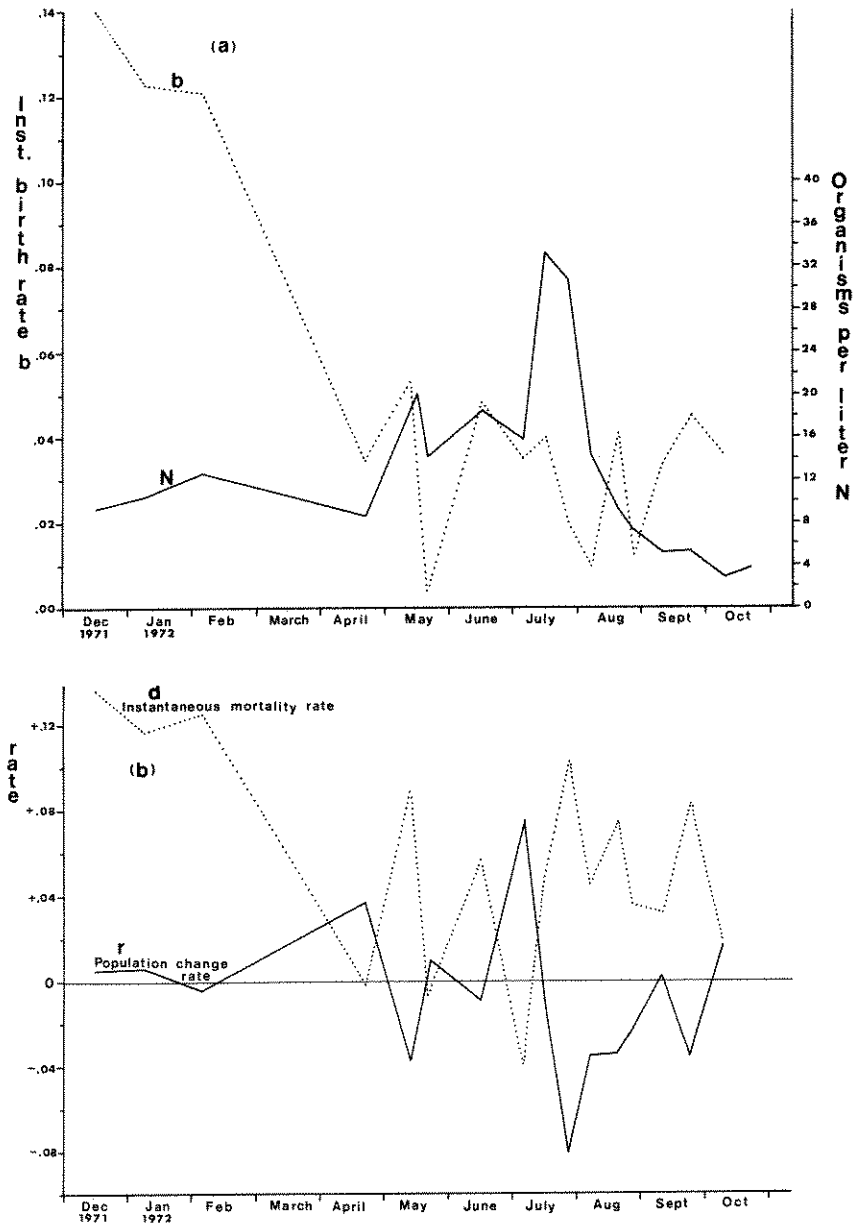 (a)
Inst. birth rate b
.14
.12
.10
.08
.06
.04
.02
.00
b
N
40
36
32
28
24
20
16
12
8
4
0
Organisms per liter N
Dec Jan Feb March April May June July Aug Sept Oct
1971 1972
rate
+.12
+.08
+.04
0
-.04
-.08
d
Instantaneous mortality rate
(b)
r
Population change
rate
Dec Jan Feb March April May June July Aug Sept Oct
1971 1972